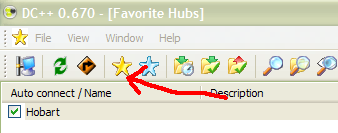 DC++ 0.670 - [Favorite Hubs]
File View Window Help
Auto connect / Name Description
Hobart